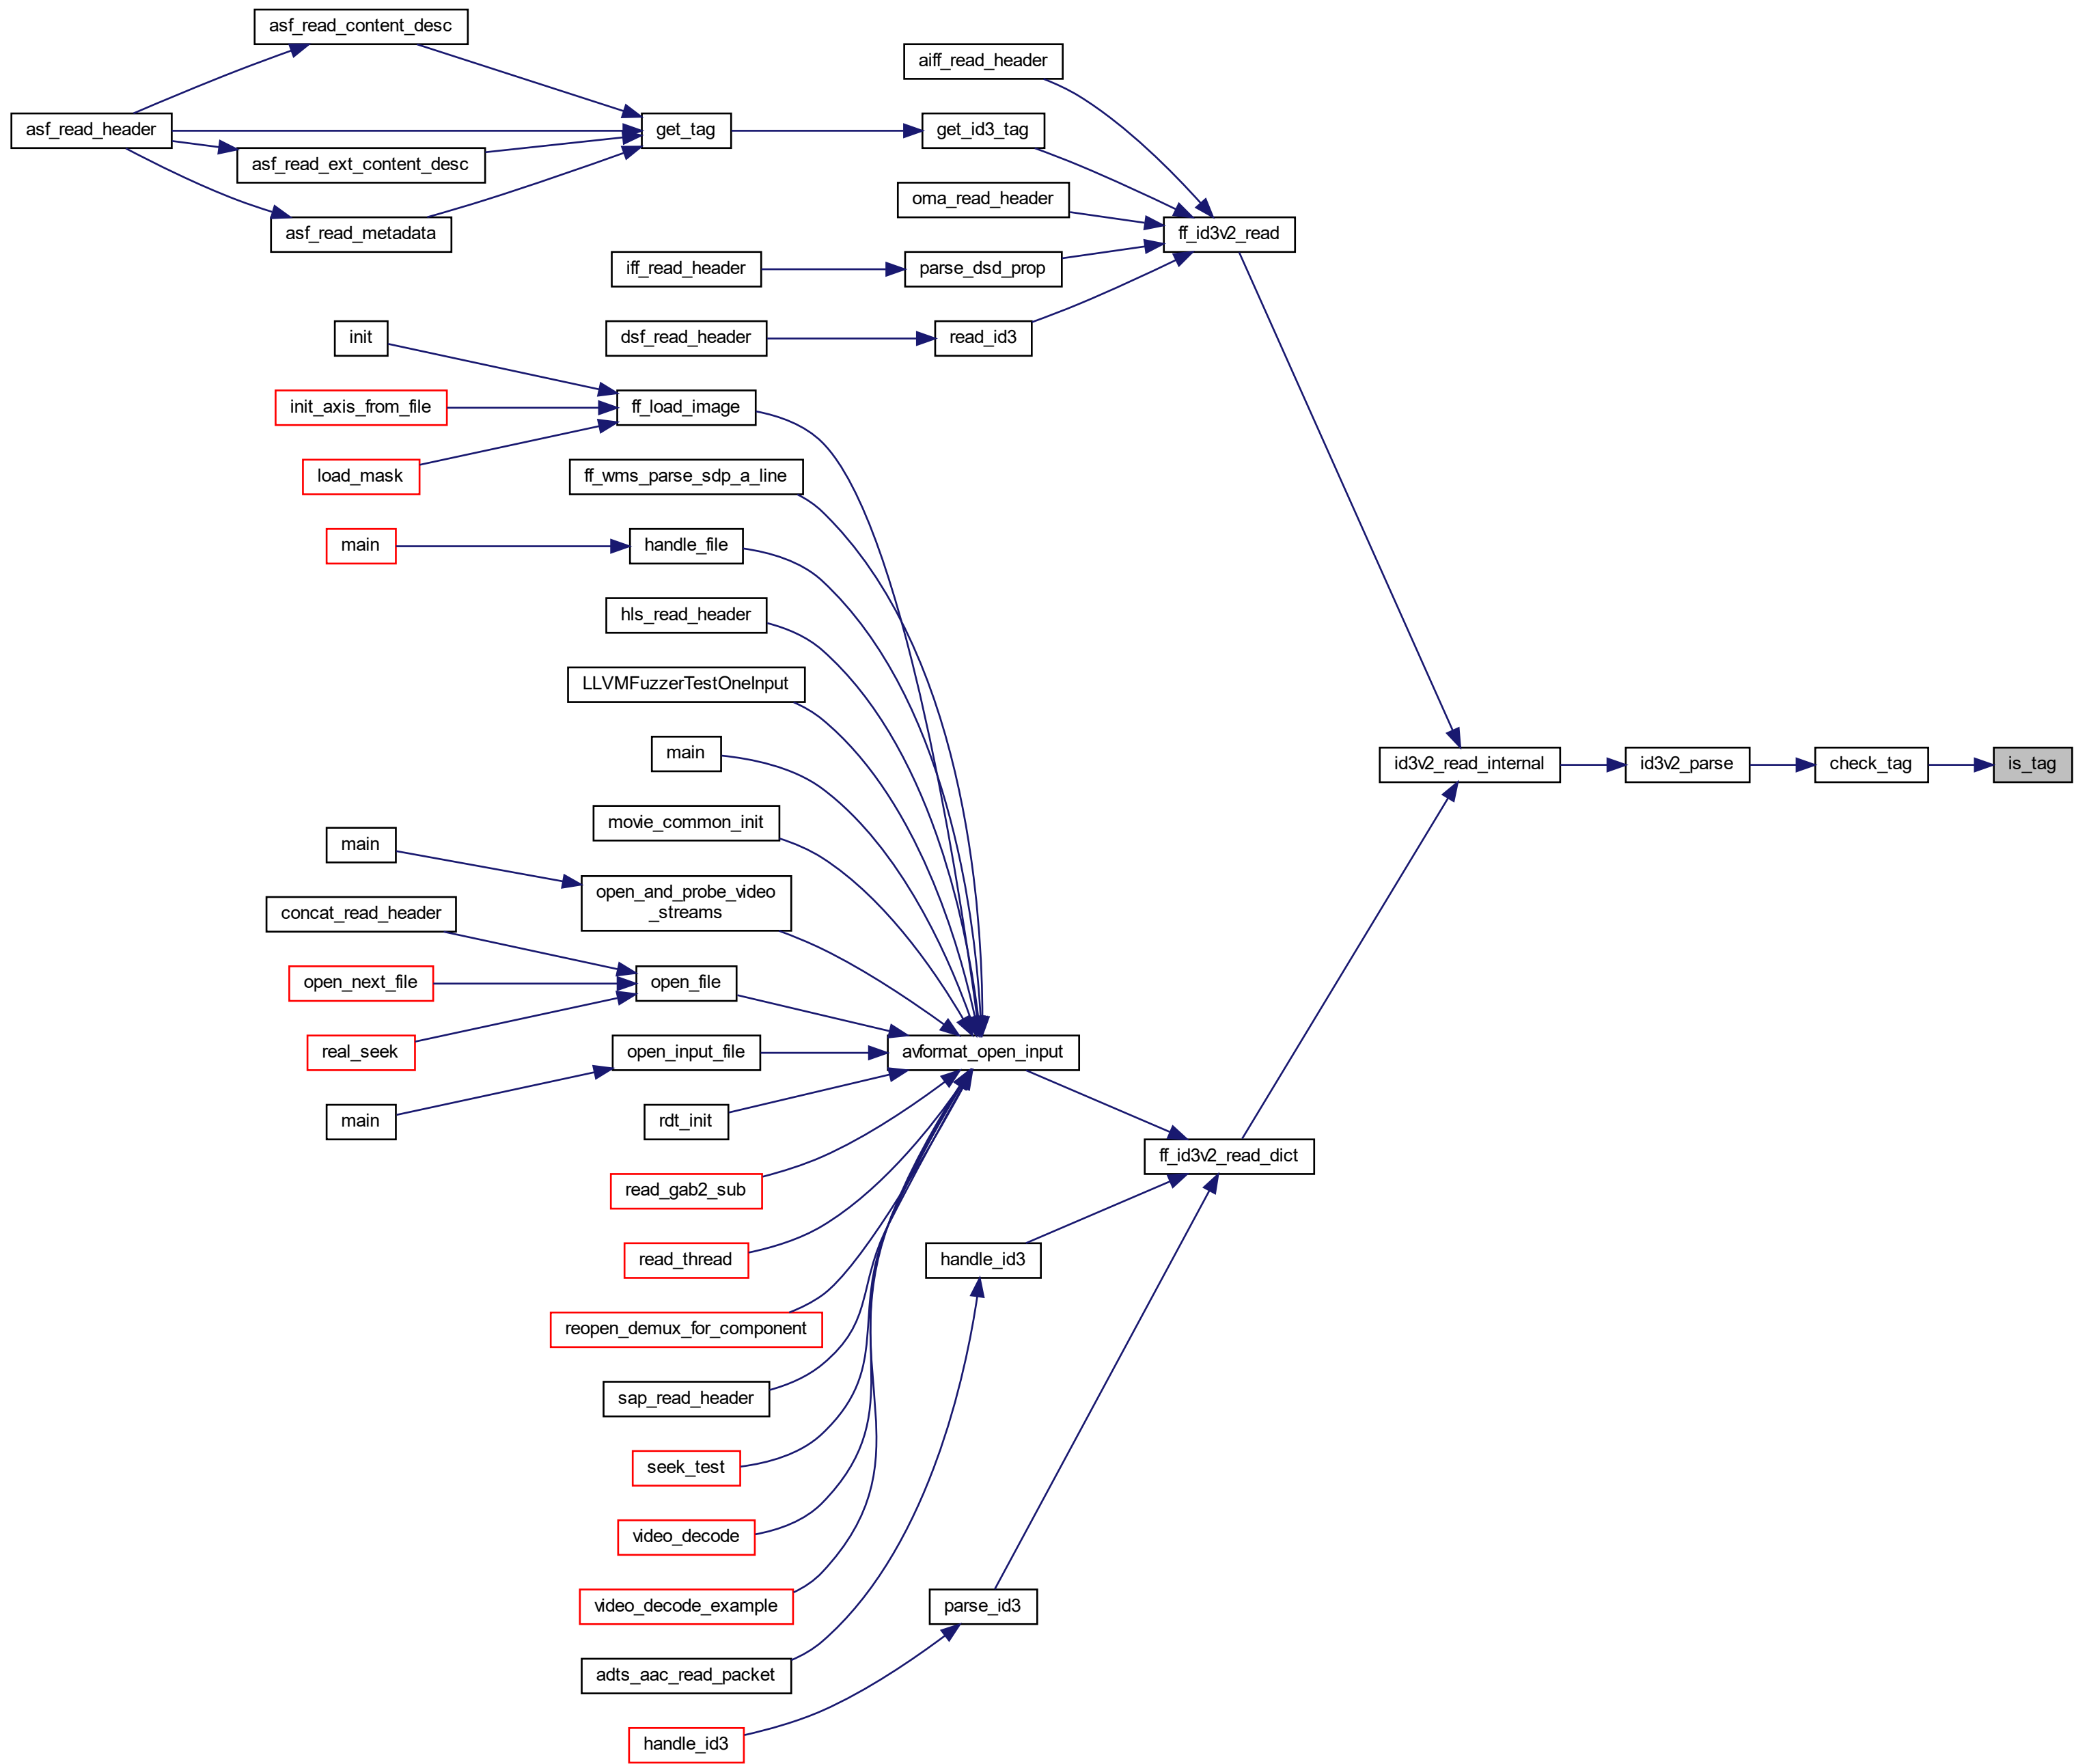 asf_read_content_desc
aiff_read_header
asf_read_header
get_tag
get_id3_tag
asf_read_ext_content_desc
oma_read_header
asf_read_metadata
ff_id3v2_read
iff_read_header
parse_dsd_prop
init
dsf_read_header
read_id3
init_axis_from_file
ff_load_image
load_mask
ff_wms_parse_sdp_a_line
main
handle_file
hls_read_header
LLVMFuzzerTestOneInput
main
id3v2_read_internal
id3v2_parse
check_tag
is_tag
movie_common_init
main
open_and_probe_video
_streams
concat_read_header
open_next_file
open_file
real_seek
open_input_file
avformat_open_input
main
rdt_init
ff_id3v2_read_dict
read_gab2_sub
read_thread
handle_id3
reopen_demux_for_component
sap_read_header
seek_test
video_decode
video_decode_example
parse_id3
adts_aac_read_packet
handle_id3